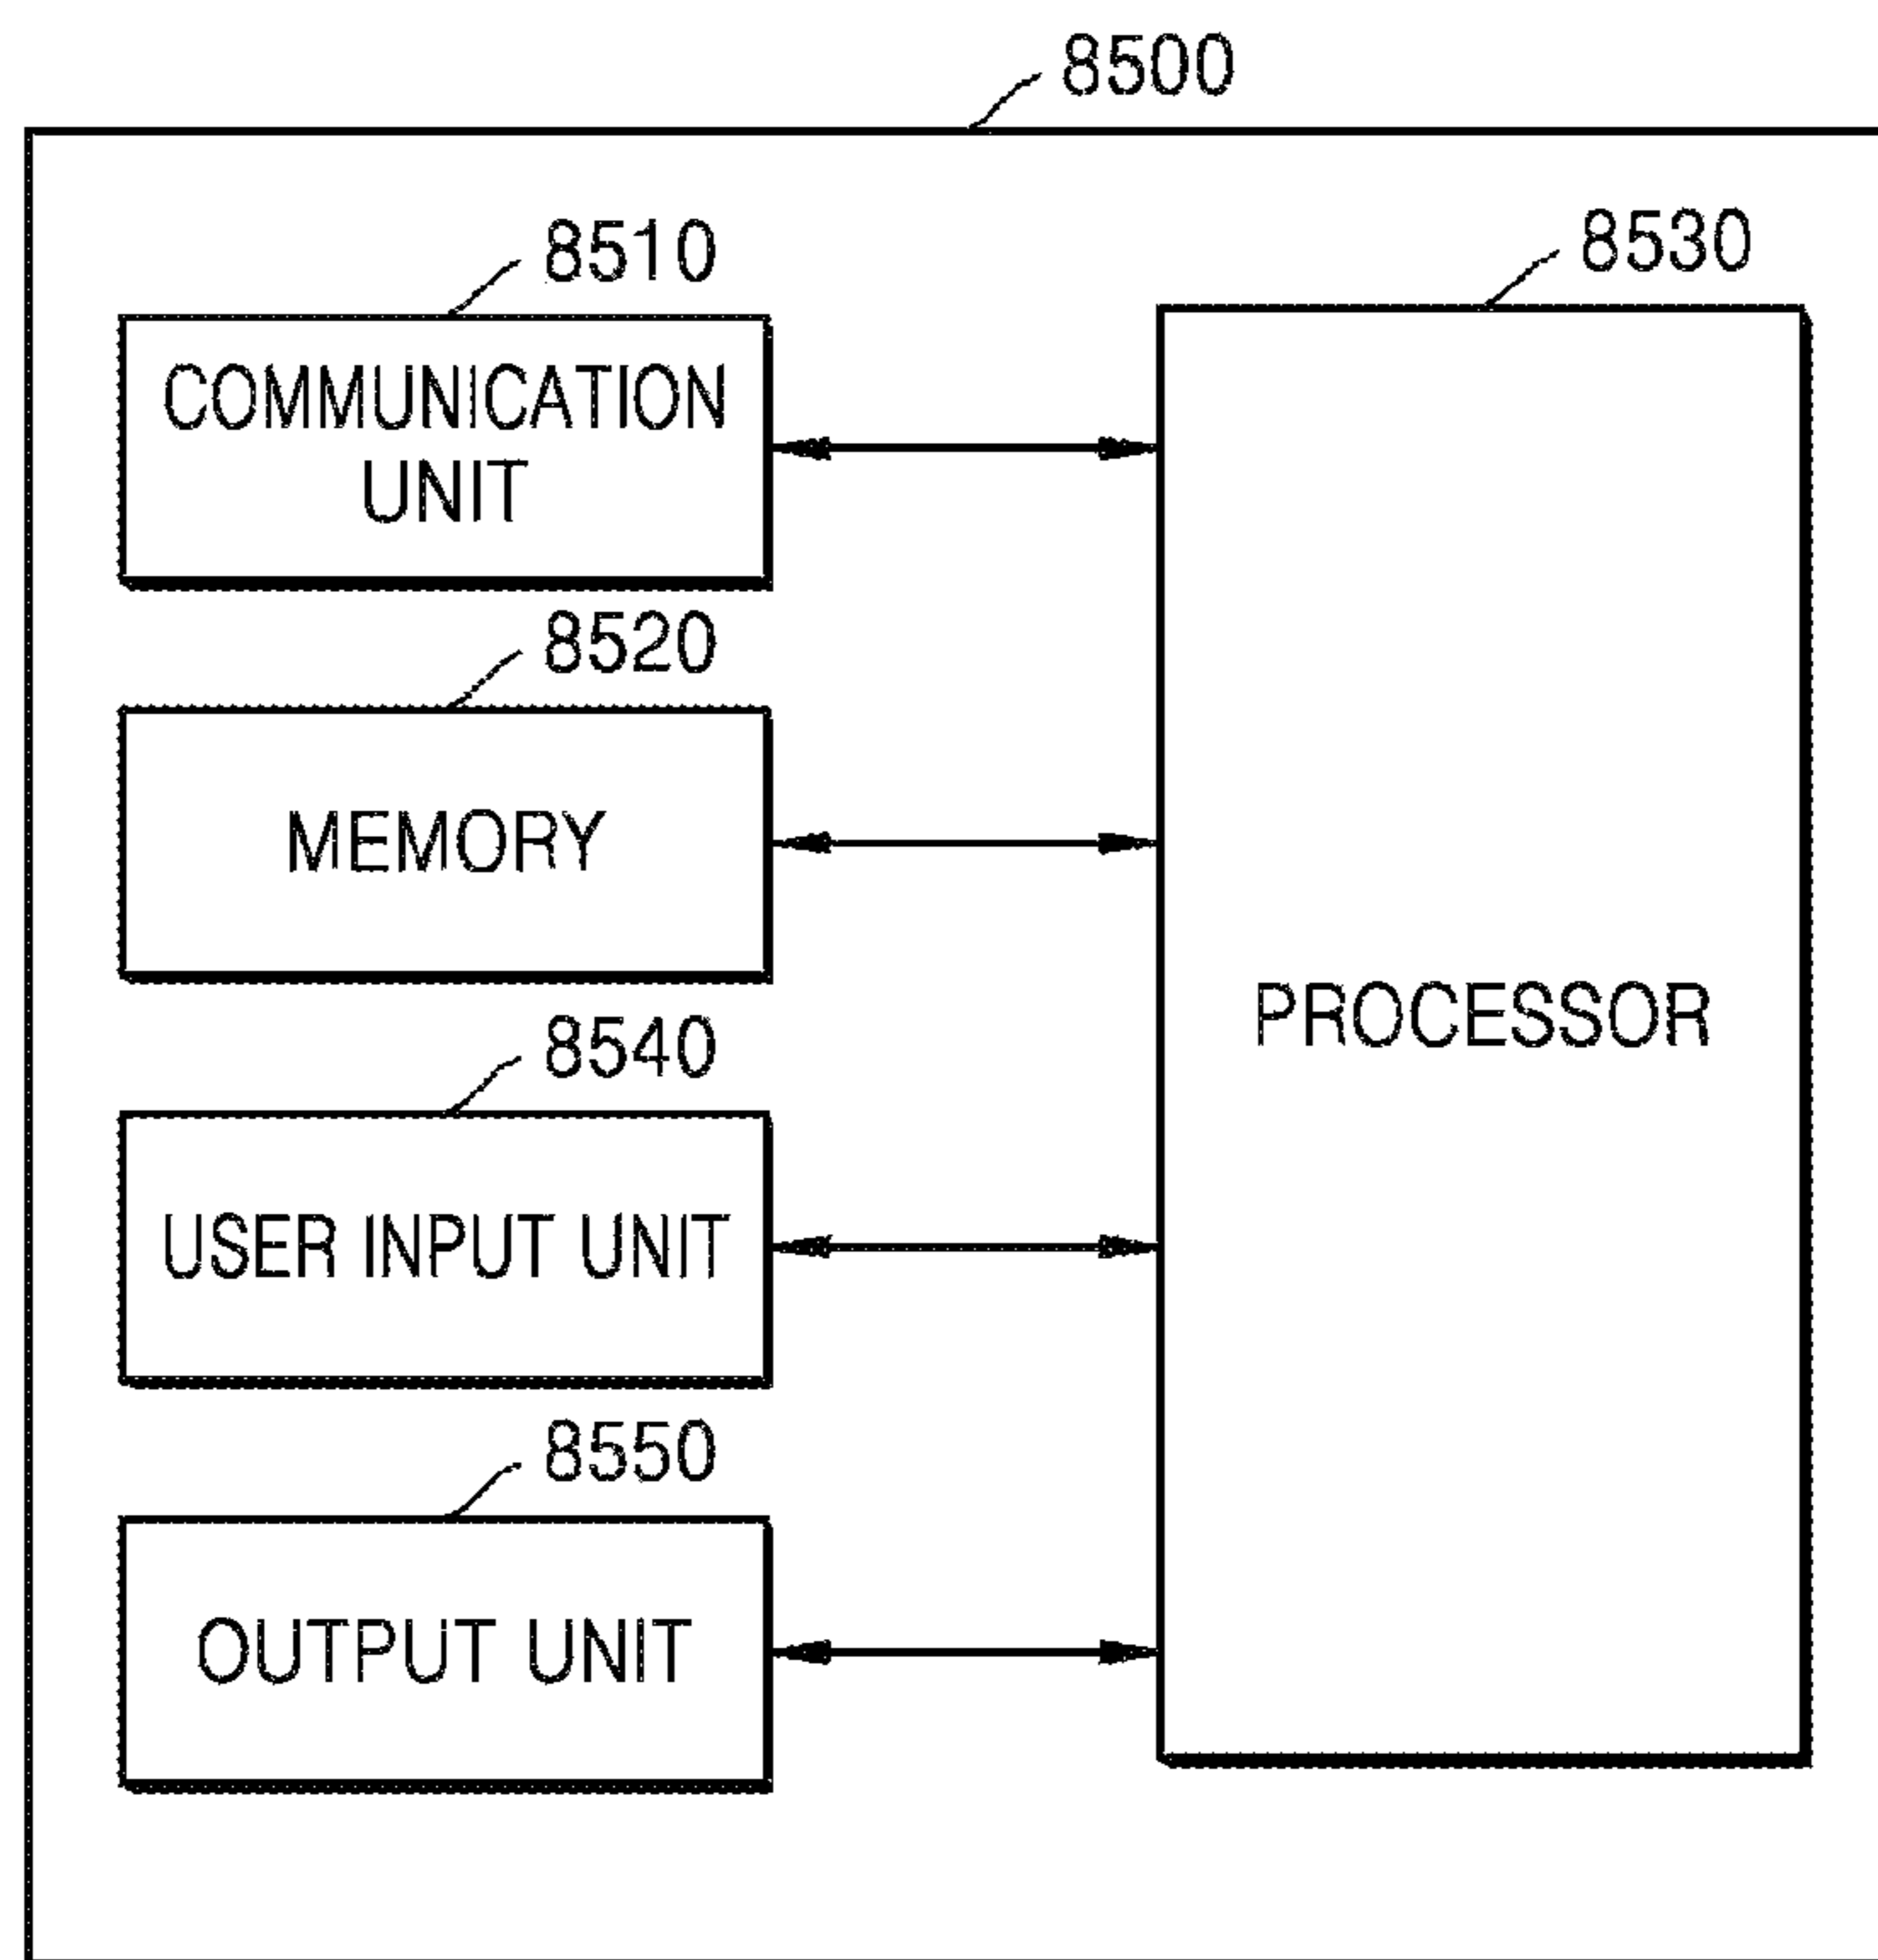 8500
8510
COMMUNICATION
UNIT
8520
MEMORY
8540
USER INPUT UNIT
8550
OUTPUT UNIT
8530
PROCESSOR